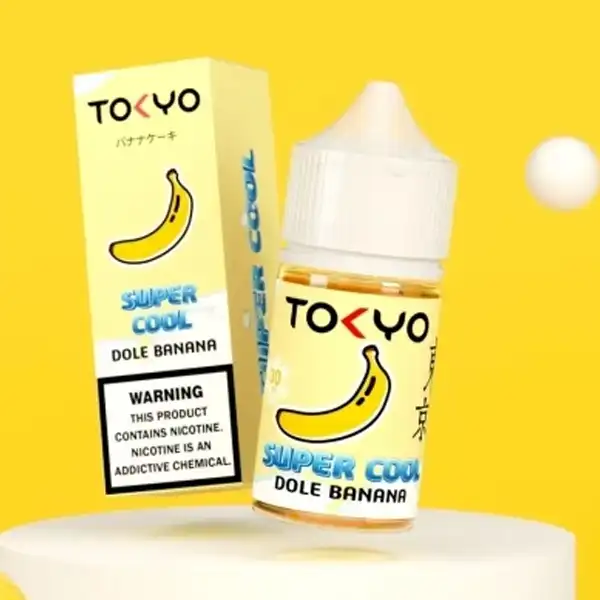 TOKYO
バナナケーキ
SUPER
COOL
DOLE BANANA
WARNING
THIS PRODUCT
CONTAINS NICOTINE.
NICOTINE IS AN
ADDICTIVE CHEMICAL.
SUPER COOL
TOKYO
SUPER COOL
DOLE BANANA